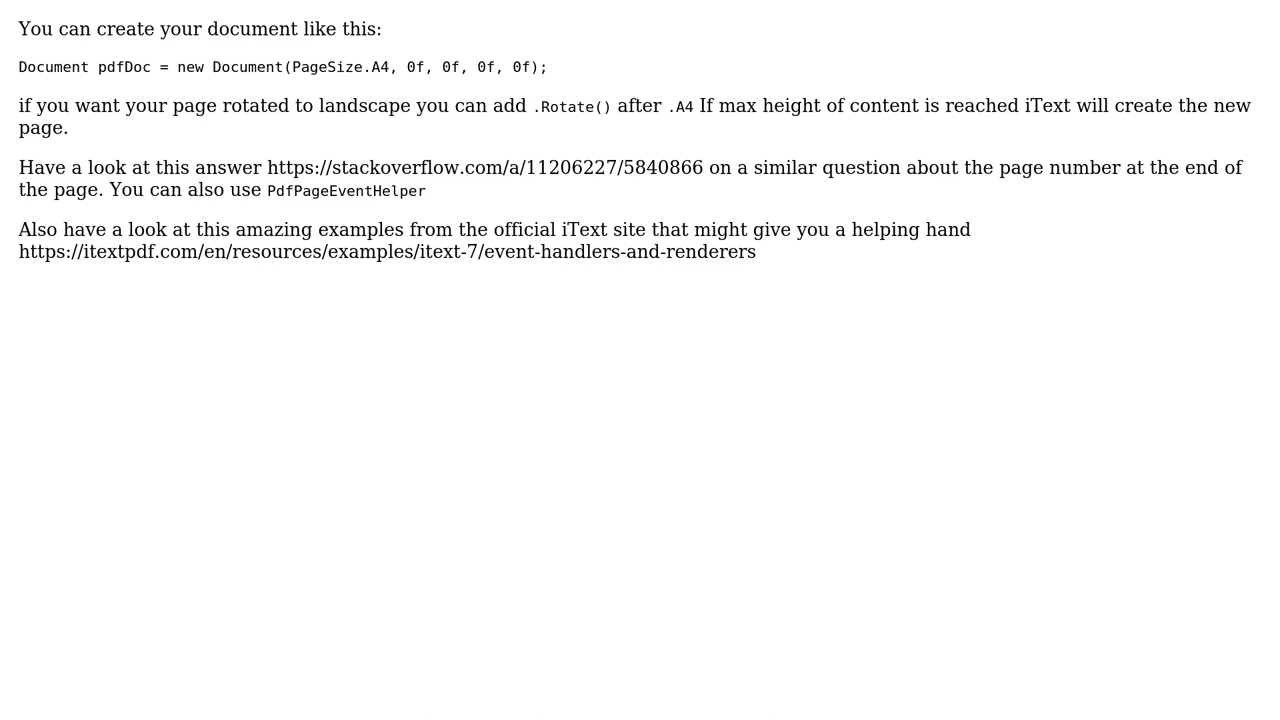 You can create your document like this:
Document pdfDoc = new Document(PageSize.A4, 0f, 0f, 0f, 0f);
if you want your page rotated to landscape you can add .Rotate() after .A4 If max height of content is reached iText will create the new
page.
Have a look at this answer https://stackoverflow.com/a/11206227/5840866 on a similar question about the page number at the end of
the page. You can also use PdfPageEventHelper
Also have a look at this amazing examples from the official iText site that might give you a helping hand
https://itextpdf.com/en/resources/examples/itext-7/event-handlers-and-renderers